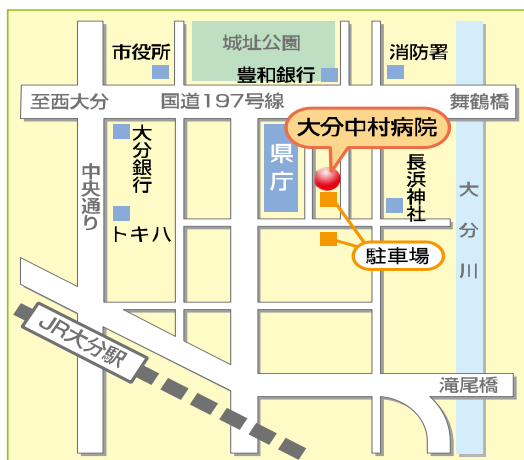 城址公園
市役所
消防署
豊和銀行
至西大分
国道197号線
舞鶴橋
大分中村病院
大分銀行
県庁
長浜神社
中央通り
大分川
トキハ
駐車場
JR大分駅
滝尾橋